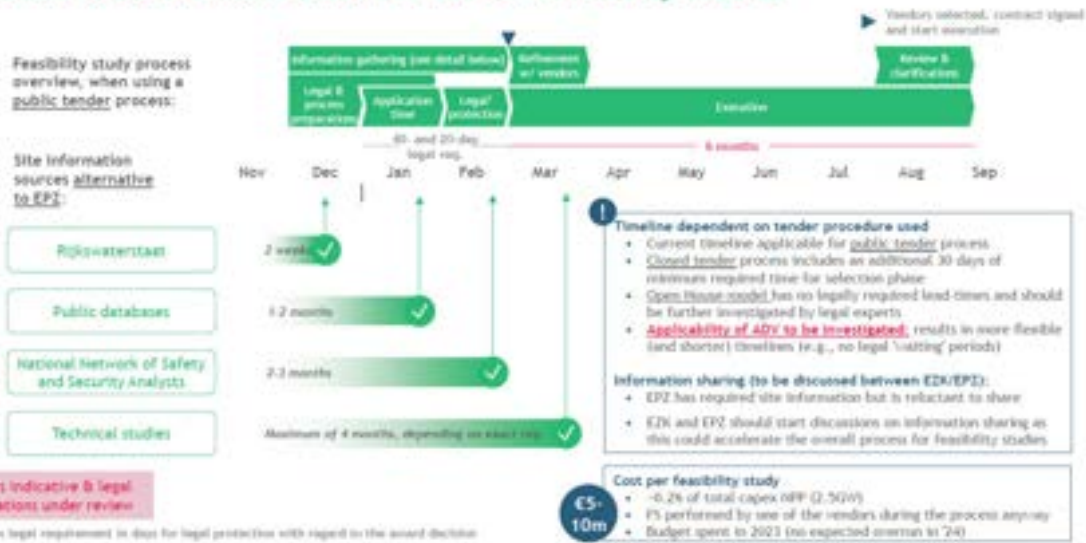 Vendors selected, contract signed
and start execution
Feasibility study process
overview, when using a
public tender process:
Information gathering (see detail below)
Refinement
w/ vendors
Review &
clarifications
Legal &
process
preparations
Application
time
Legal*
protection
Execution
40- and 20-day
legal req.
6 months
Site information
sources alternative
to EPZ:
Nov Dec Jan Feb Mar Apr May Jun Jul Aug Sep
Rijkswaterstaat
2 weeks
Public databases
1-2 months
National Network of Safety
and Security Analysts
2-3 months
Technical studies
Maximum of 4 months, depending on exact req.
!
Timeline dependent on tender procedure used
• Current timeline applicable for public tender process
• Closed tender process includes an additional 30 days of
minimum required time for selection phase
• Open House model has no legally required lead-times and should
be further investigated by legal experts
• Applicability of ADV to be investigated: results in more flexible
(and shorter) timelines (e.g., no legal 'waiting' periods)
Information sharing (to be discussed between EZK/EPZ):
• EPZ has required site information but is reluctant to share
• EZK and EPZ should start discussions on information sharing as
this could accelerate the overall process for feasibility studies
€5-
10m
Cost per feasibility study
• ~0.2% of total capex NPP (2.5GW)
• FS performed by one of the vendors during the process anyway
• Budget spent in 2023 (no expected overrun in '24)
indicative & legal
under review
legal requirement in days for legal protection with regard to the award decision